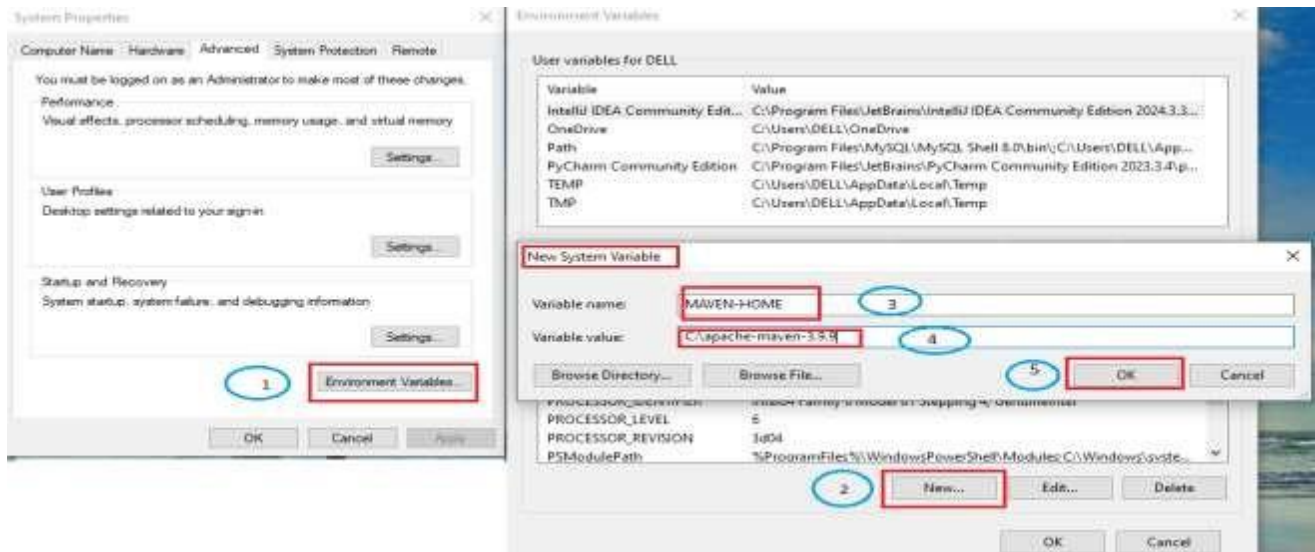 System Properties
Computer Name Hardware Advanced System Protection Remote
You must be logged on as an Administrator to make most of these changes.
Performance
Visual effects, processor scheduling, memory usage, and virtual memory
Settings...
User Profiles
Desktop settings related to your sign-in
Settings...
Startup and Recovery
System startup, system failure, and debugging information
Settings...
1
Environment Variables...
OK Cancel Apply
Environment Variables
User variables for DELL
Variable Value
IntelliJ IDEA Community Edit... C:\Program Files\JetBrains\IntelliJ IDEA Community Edition 2024.3.3...
OneDrive C:\Users\DELL\OneDrive
Path C:\Program Files\MySQL\MySQL Shell 8.0\bin\;C:\Users\DELL\App...
PyCharm Community Edition C:\Program Files\JetBrains\PyCharm Community Edition 2023.3.4\p...
TEMP C:\Users\DELL\AppData\Local\Temp
TMP C:\Users\DELL\AppData\Local\Temp
New System Variable
Variable name: MAVEN-HOME 3
Variable value: C:\apache-maven-3.9.9 4
Browse Directory... Browse File... 5 OK Cancel
PROCESSOR_IDENTIFIER
PROCESSOR_LEVEL 6
PROCESSOR_REVISION
PSModulePath %ProgramFiles%\WindowsPowerShell\Modules;C:\Windows\syste...
2 New... Edit... Delete
OK Cancel